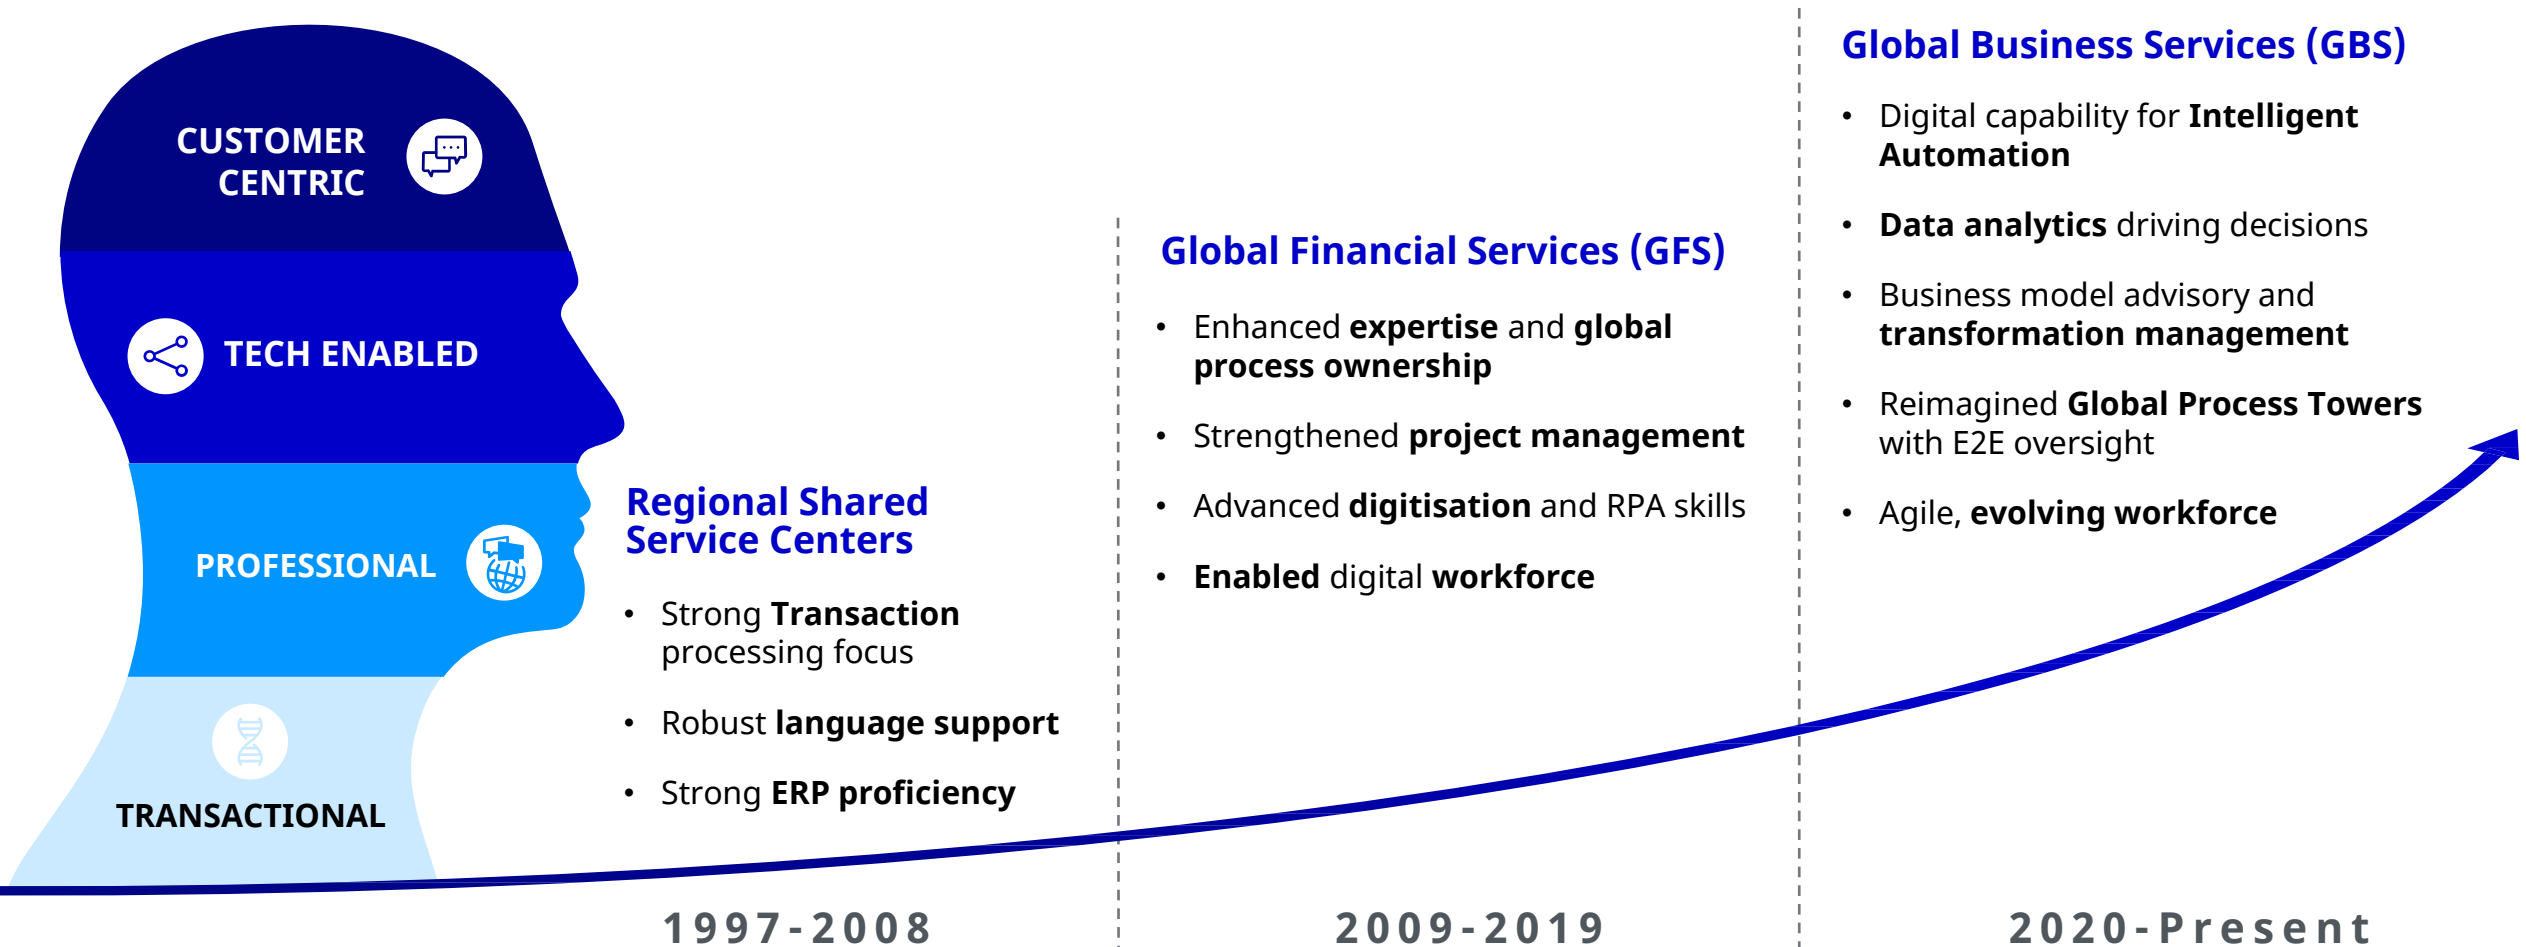 CUSTOMER
CENTRIC
TECH ENABLED
PROFESSIONAL
TRANSACTIONAL
Regional Shared
Service Centers
• Strong Transaction
processing focus
• Robust language support
• Strong ERP proficiency
1997-2008
Global Financial Services (GFS)
• Enhanced expertise and global
process ownership
• Strengthened project management
• Advanced digitisation and RPA skills
• Enabled digital workforce
2009-2019
Global Business Services (GBS)
• Digital capability for Intelligent
Automation
• Data analytics driving decisions
• Business model advisory and
transformation management
• Reimagined Global Process Towers
with E2E oversight
• Agile, evolving workforce
2020-Present